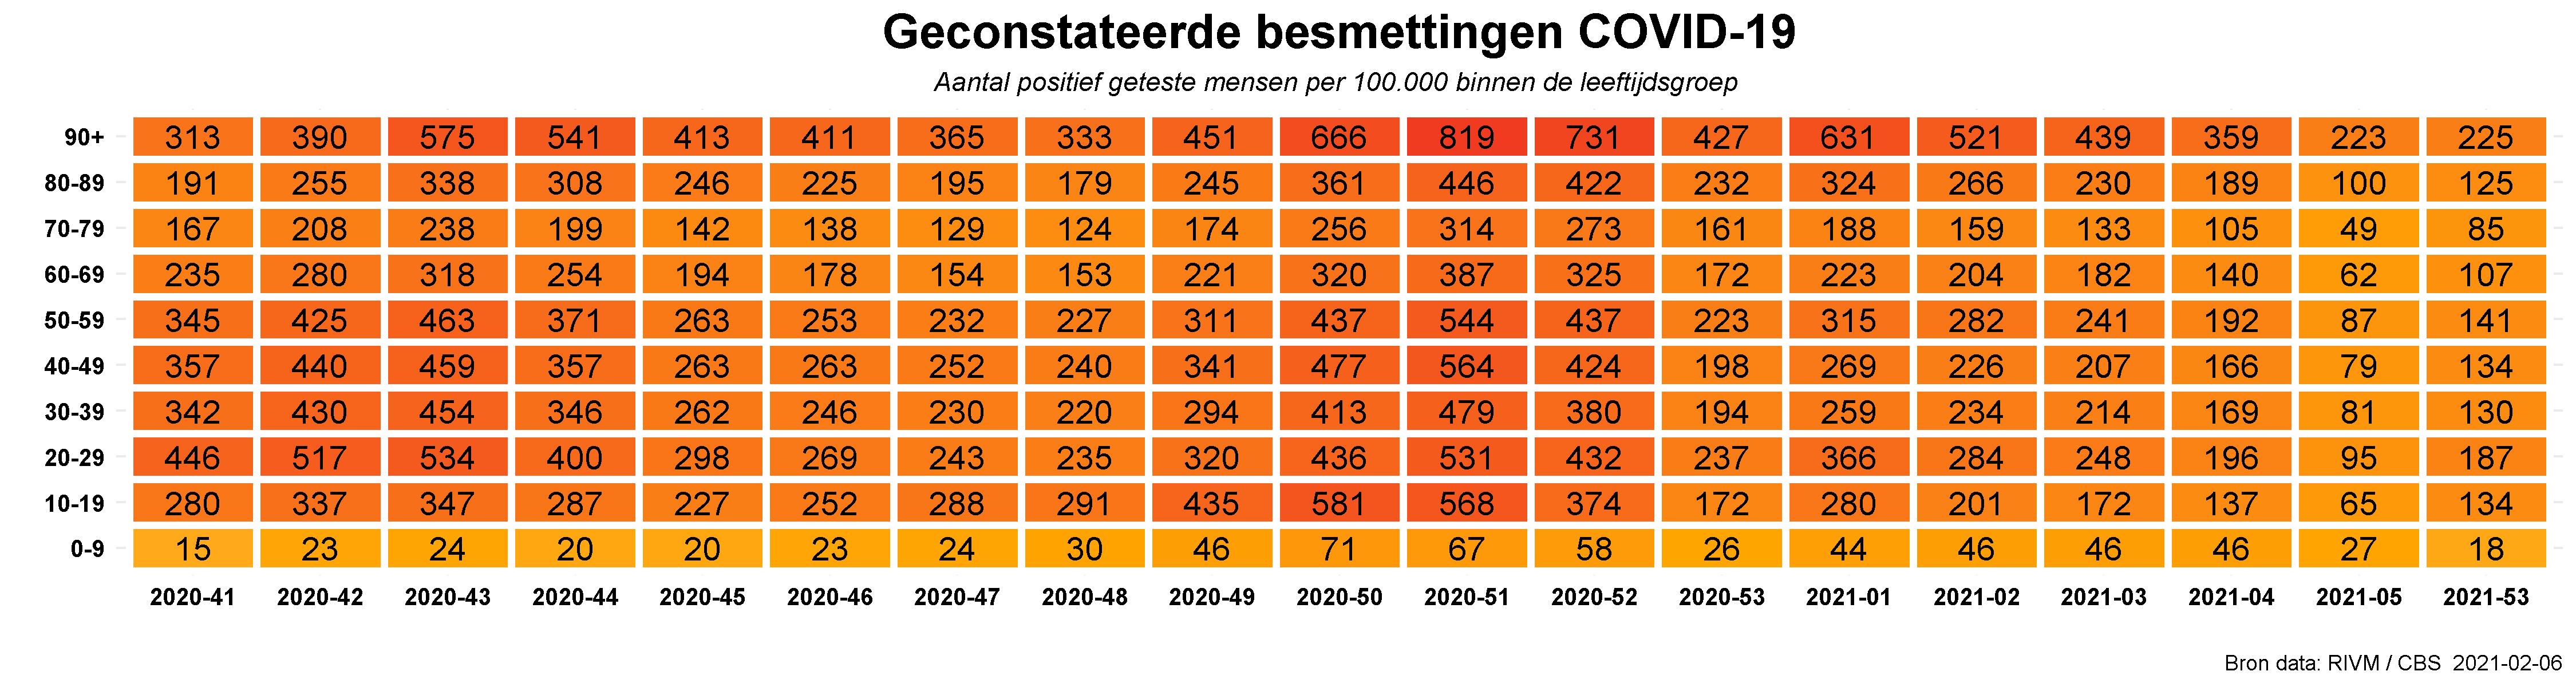 Geconstateerde besmettingen COVID-19
Aantal positief geteste mensen per 100.000 binnen de leeftijdsgroep
90+ 313 390 575 541 413 411 365 333 451 666 819 731 427 631 521 439 359 223 225
80-89 191 255 338 308 246 225 195 179 245 361 446 422 232 324 266 230 189 100 125
70-79 167 208 238 199 142 138 129 124 174 256 314 273 161 188 159 133 105 49 85
60-69 235 280 318 254 194 178 154 153 221 320 387 325 172 223 204 182 140 62 107
50-59 345 425 463 371 263 253 232 227 311 437 544 437 223 315 282 241 192 87 141
40-49 357 440 459 357 263 263 252 240 341 477 564 424 198 269 226 207 166 79 134
30-39 342 430 454 346 262 246 230 220 294 413 479 380 194 259 234 214 169 81 130
20-29 446 517 534 400 298 269 243 235 320 436 531 432 237 366 284 248 196 95 187
10-19 280 337 347 287 227 252 288 291 435 581 568 374 172 280 201 172 137 65 134
0-9 15 23 24 20 20 23 24 30 46 71 67 58 26 44 46 46 46 27 18
2020-41 2020-42 2020-43 2020-44 2020-45 2020-46 2020-47 2020-48 2020-49 2020-50 2020-51 2020-52 2020-53 2021-01 2021-02 2021-03 2021-04 2021-05 2021-53
Bron data: RIVM / CBS 2021-02-06